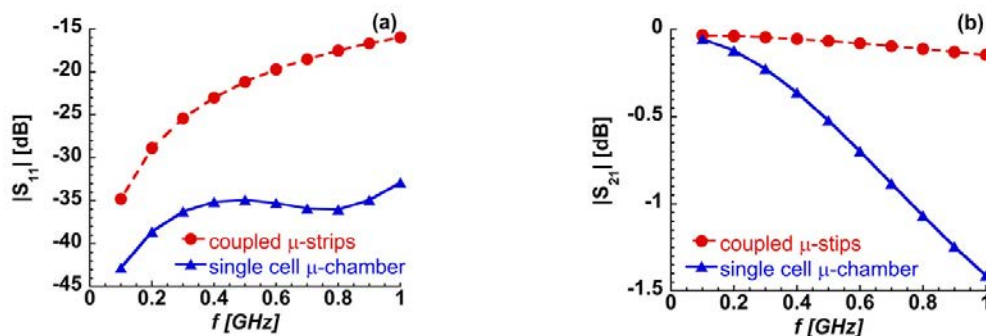 (a)
-15
-20
-25
-30
-35
-40
-45
|S11| [dB]
coupled μ-strips
single cell μ-chamber
0 0.2 0.4 0.6 0.8 1
f [GHz]
(b)
0
-0.5
-1
-1.5
|S21| [dB]
coupled μ-stips
single cell μ-chamber
0 0.2 0.4 0.6 0.8 1
f [GHz]